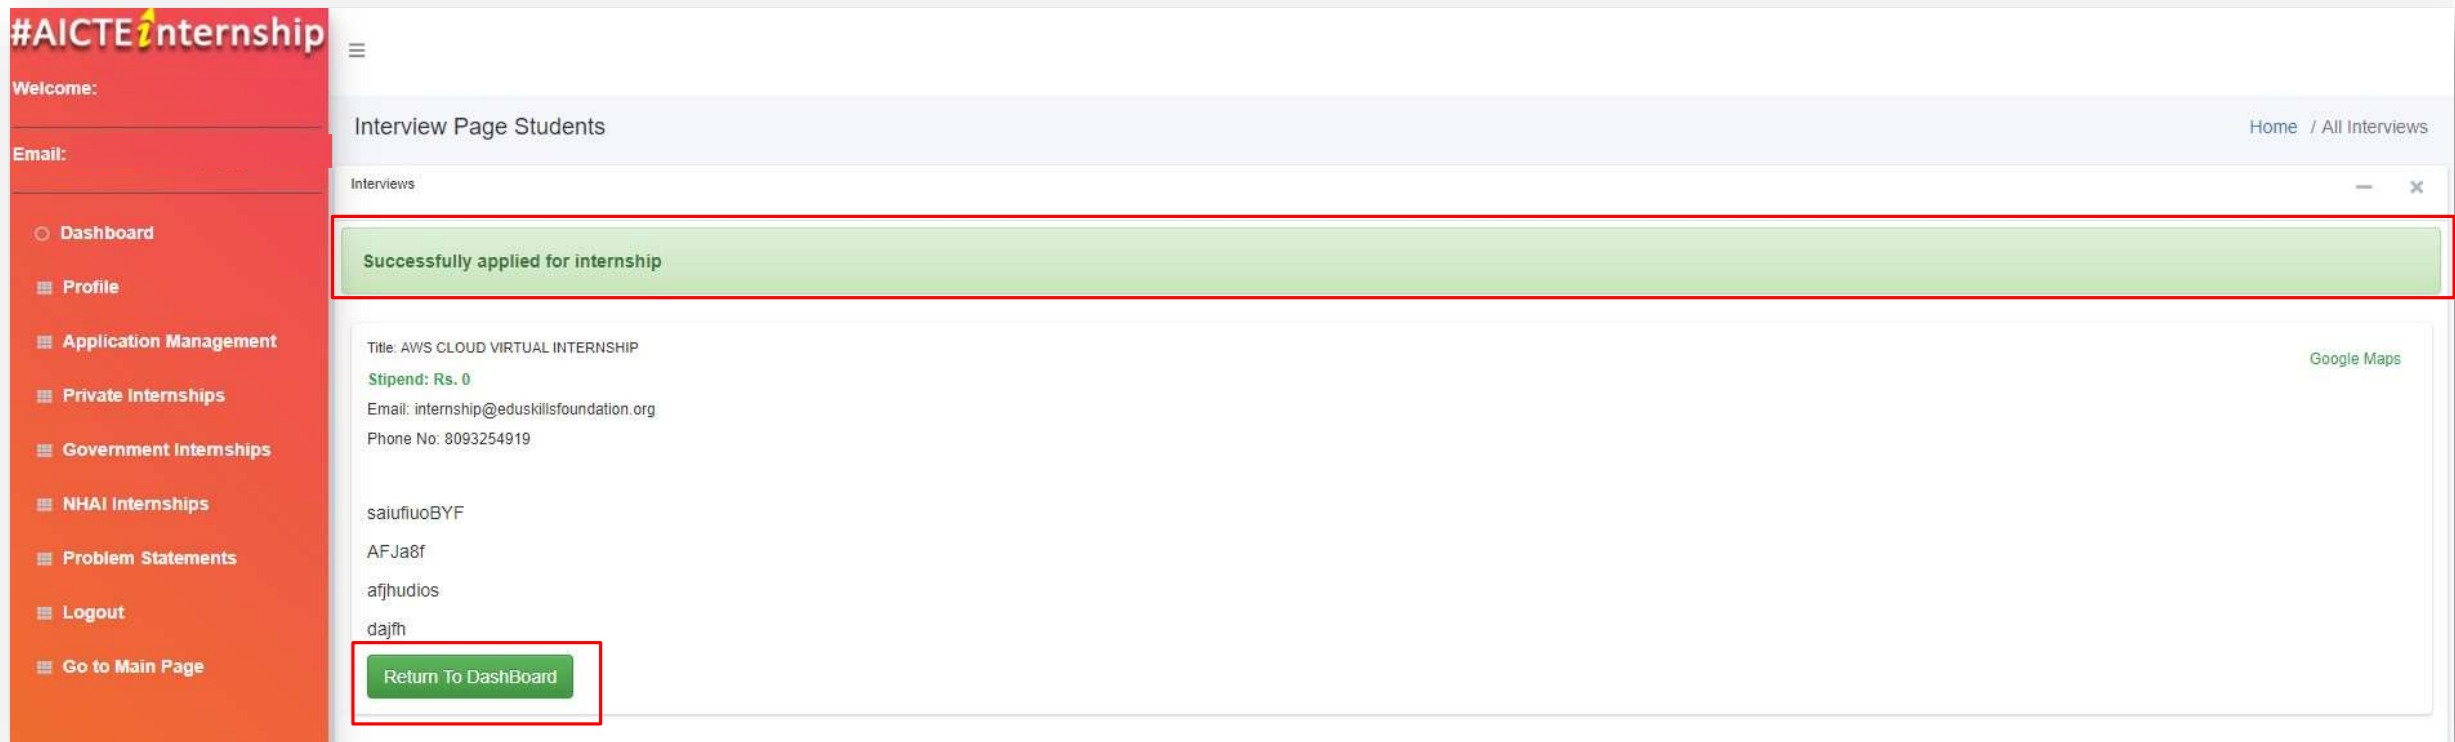 #AICTEinternship
Welcome:
Email:
Dashboard
Profile
Application Management
Private Internships
Government Internships
NHAI Internships
Problem Statements
Logout
Go to Main Page
Interview Page Students
Home / All Interviews
Interviews
Successfully applied for internship
Title: AWS CLOUD VIRTUAL INTERNSHIP
Google Maps
Stipend: Rs. 0
Email: internship@eduskillsfoundation.org
Phone No: 8093254919
saiufiuoBYF
AFJa8f
afjhudios
dajfh
Return To DashBoard